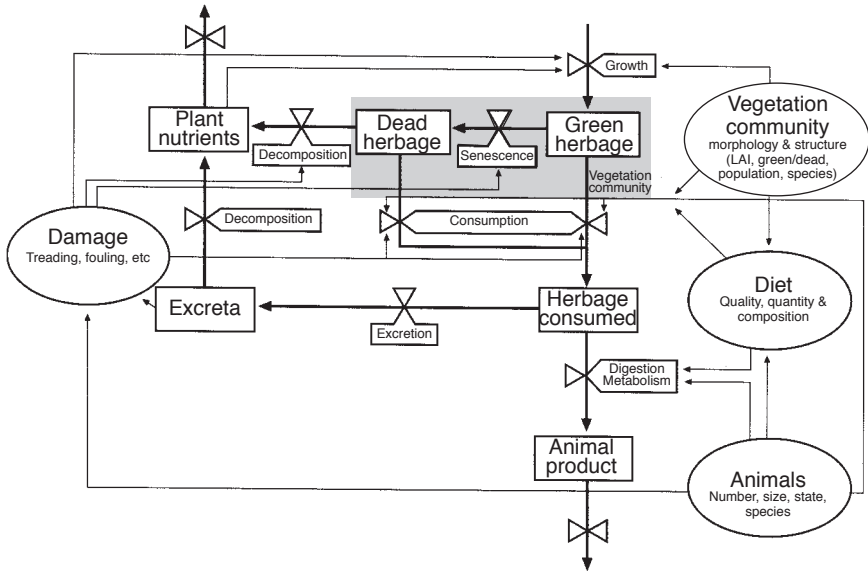 Growth
Vegetation
community
morphology & structure
(LAI, green/dead,
population, species)
Plant
nutrients
Dead
herbage
Green
herbage
Decomposition
Senescence
Vegetation
community
Decomposition
Consumption
Damage
Treading, fouling, etc
Diet
Quality, quantity &
composition
Excreta
Herbage
consumed
Excretion
Digestion
Metabolism
Animal
product
Animals
Number, size, state,
species